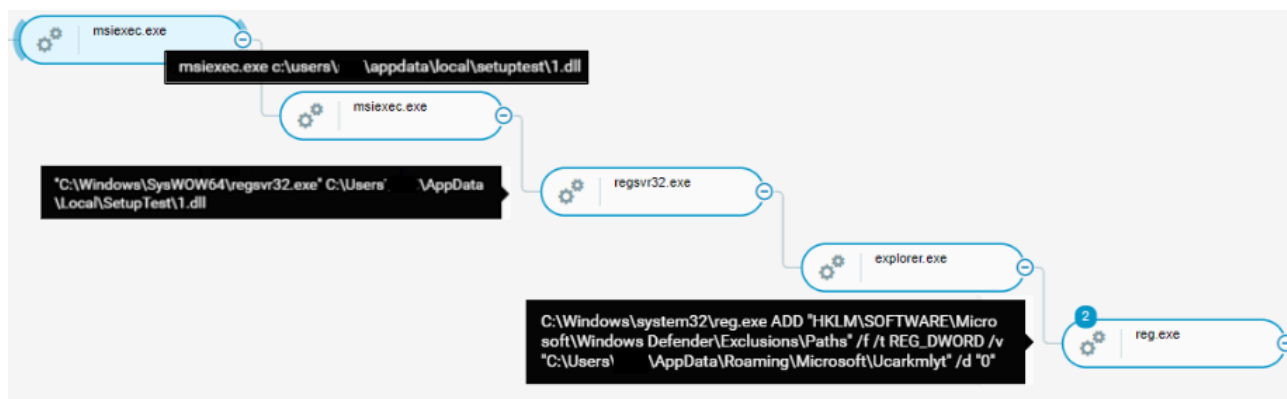 msiexec.exe
msiexec.exe c:\users\ \appdata\local\setuptest\1.dll
msiexec.exe
"C:\Windows\SysWOW64\regsvr32.exe" C:\Users\ \AppData
\Local\SetupTest\1.dll
regsvr32.exe
explorer.exe
C:\Windows\system32\reg.exe ADD "HKLM\SOFTWARE\Micro
soft\Windows Defender\Exclusions\Paths" /f /t REG_DWORD /v
"C:\Users\ \AppData\Roaming\Microsoft\Ucarkmlyt" /d "0"
2
reg.exe